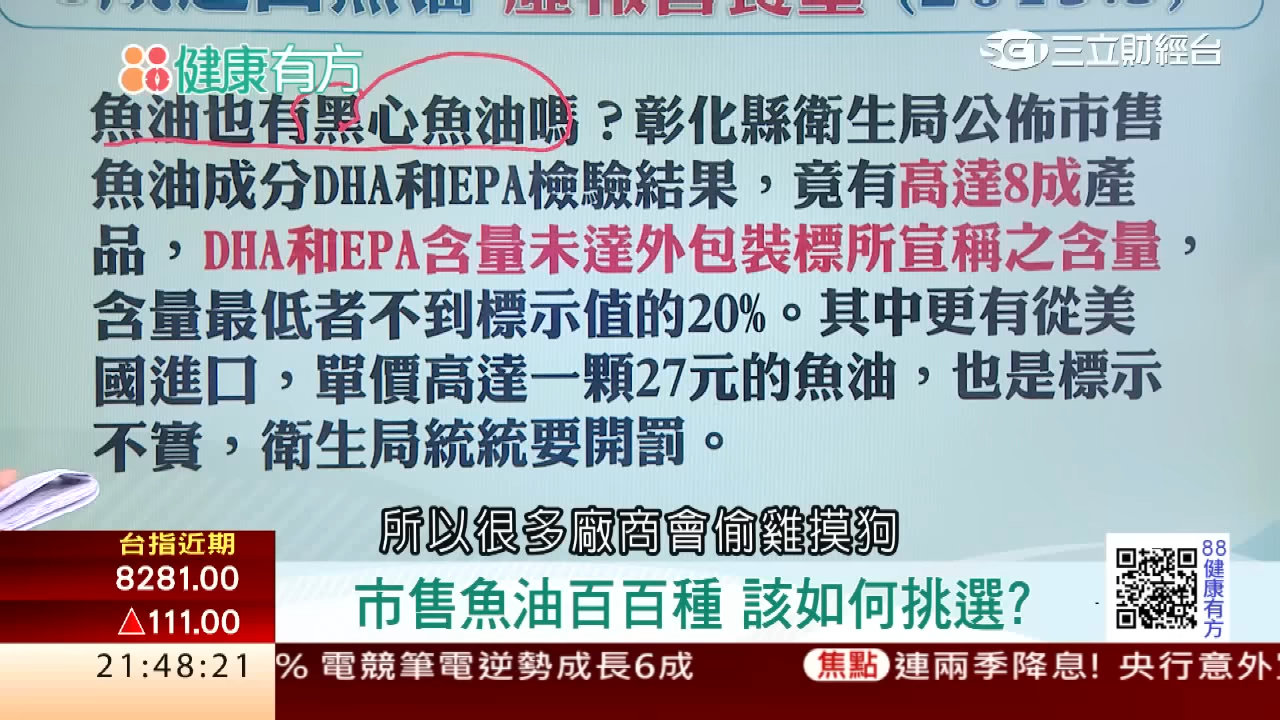 健康有方
SET 三立財經台
魚油也有黑心魚油嗎？彰化縣衛生局公佈市售
魚油成分DHA和EPA檢驗結果，竟有高達8成產
品，DHA和EPA含量未達外包裝標所宣稱之含量，
含量最低者不到標示值的20%。其中更有從美
國進口，單價高達一顆27元的魚油，也是標示
不實，衛生局統統要開罰。
所以很多廠商會偷雞摸狗
台指近期
8281.00
△111.00
市售魚油百百種 該如何挑選?
88健康有方
21:48:21
% 電競筆電逆勢成長6成
焦點 連兩季降息! 央行意外